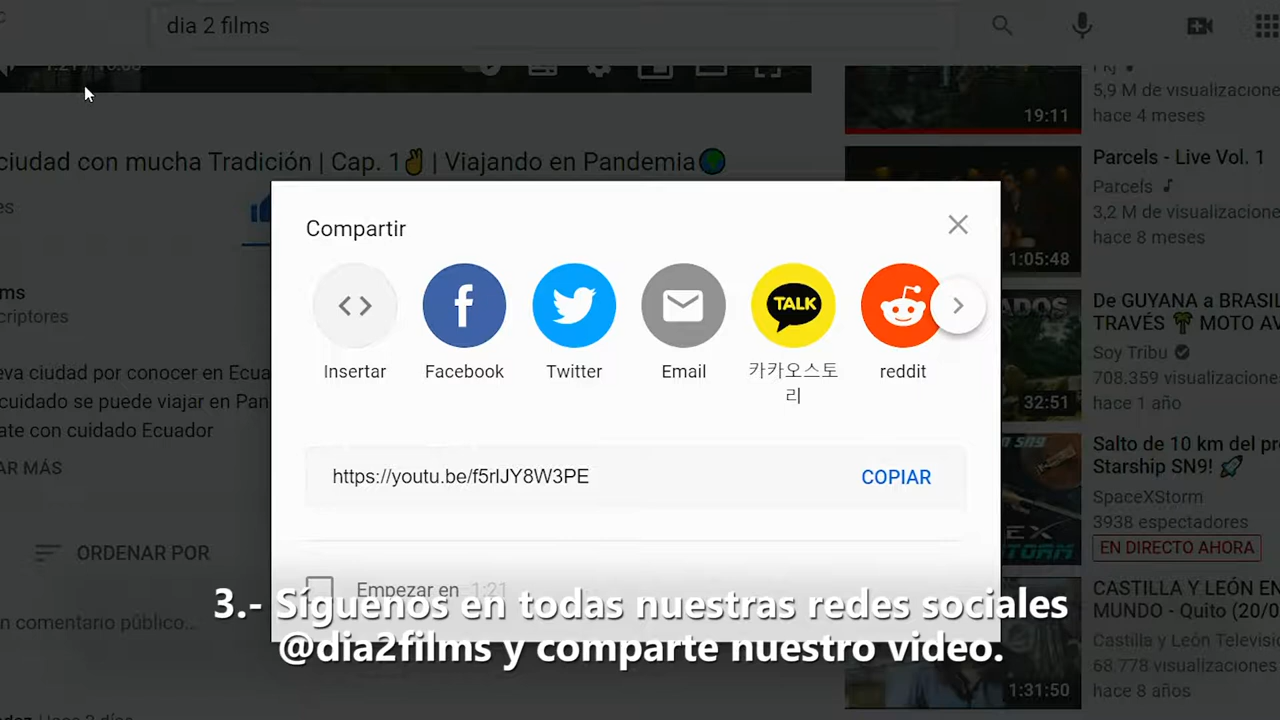 dia 2 films
19:11
5,9 M de visualizacione
hace 4 meses
ciudad con mucha Tradición | Cap. 1✌ | Viajando en Pandemia🌎
es
Parcels - Live Vol. 1
Parcels
3,2 M de visualizacione
hace 8 meses
1:05:48
Compartir
TALK
Insertar
Facebook
Twitter
Email
카카오스토
리
reddit
ms
criptores
eva ciudad por conocer en Ecua
cuidado se puede viajar en Pan
ate con cuidado Ecuador
AR MÁS
De GUYANA a BRASIL
TRAVÉS 🌴 MOTO AV
Soy Tribu
708.359 visualizacion
hace 1 año
32:51
https://youtu.be/f5rlJY8W3PE
COPIAR
Salto de 10 km del pr
Starship SN9! 🚀
SpaceXStorm
3938 espectadores
EN DIRECTO AHORA
ORDENAR POR
Empezar en 1:21
n comentario público...
CASTILLA Y LEÓN EN
MUNDO - Quito (20/0
Castilla y León Televisió
68.778 visualizacione
hace 8 años
1:31:50
3.- Síguenos en todas nuestras redes sociales
@dia2films y comparte nuestro video.